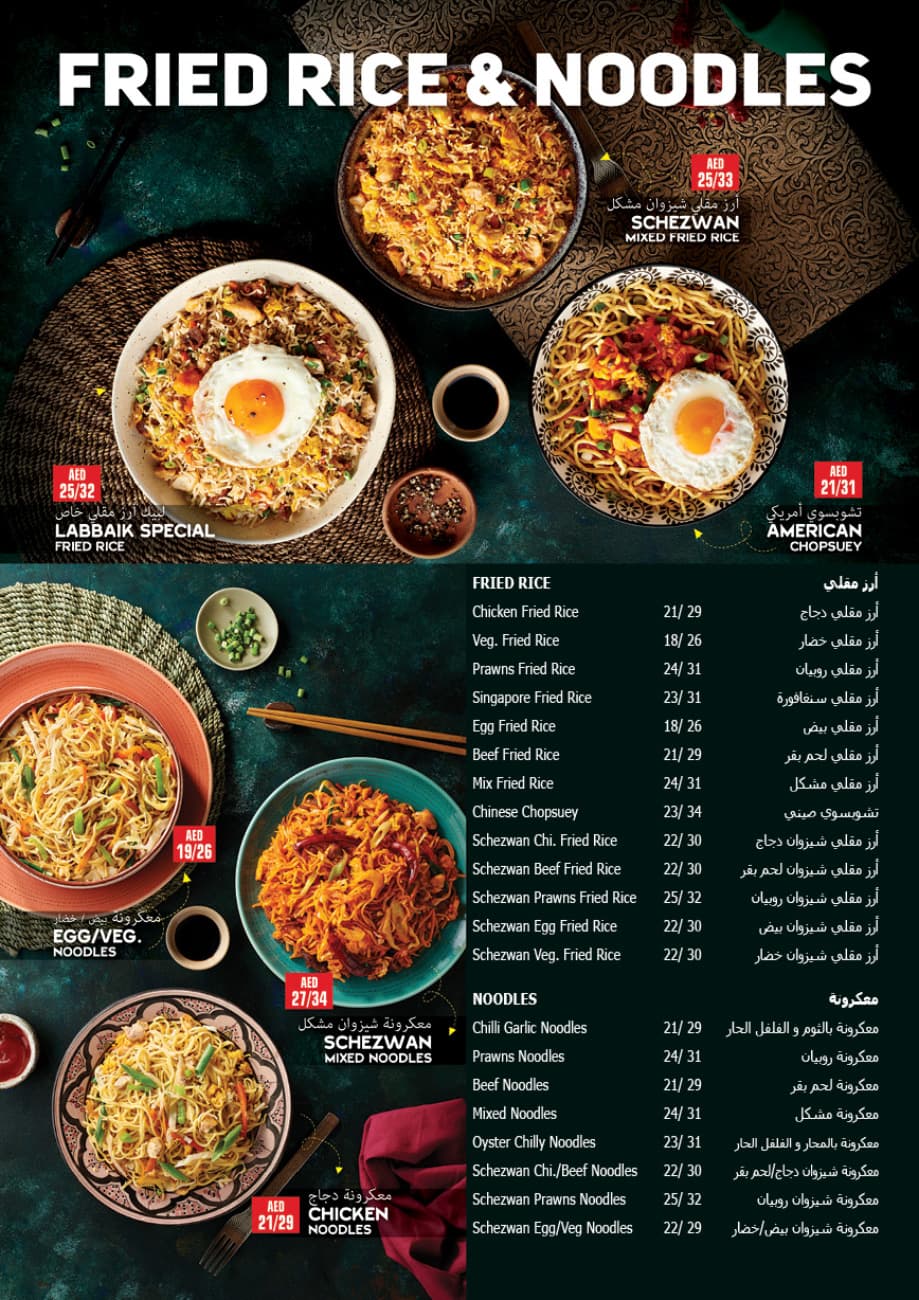 FRIED RICE & NOODLES
AED
25/33
أرز مقلي شيزوان مشكل
SCHEZWAN
MIXED FRIED RICE
AED
25/32
لبيك أرز مقلي خاص
LABBAIK SPECIAL
FRIED RICE
AED
21/31
تشوبسوي أمريكي
AMERICAN
CHOPSUEY
AED
19/26
معكرونة بيض / خضار
EGG/VEG.
NOODLES
AED
27/34
معكرونة شيزوان مشكل
SCHEZWAN
MIXED NOODLES
AED
21/29
معكرونة دجاج
CHICKEN
NOODLES
FRIED RICE أرز مقلي
Chicken Fried Rice 21/ 29 أرز مقلي دجاج
Veg. Fried Rice 18/ 26 أرز مقلي خضار
Prawns Fried Rice 24/ 31 أرز مقلي روبيان
Singapore Fried Rice 23/ 31 أرز مقلي سنغافورة
Egg Fried Rice 18/ 26 أرز مقلي بيض
Beef Fried Rice 21/ 29 أرز مقلي لحم بقر
Mix Fried Rice 24/ 31 أرز مقلي مشكل
Chinese Chopsuey 23/ 34 تشوبسوي صيني
Schezwan Chi. Fried Rice 22/ 30 أرز مقلي شيزوان دجاج
Schezwan Beef Fried Rice 22/ 30 أرز مقلي شيزوان لحم بقر
Schezwan Prawns Fried Rice 25/ 32 أرز مقلي شيزوان روبيان
Schezwan Egg Fried Rice 22/ 30 أرز مقلي شيزوان بيض
Schezwan Veg. Fried Rice 22/ 30 أرز مقلي شيزوان خضار
NOODLES معكرونة
Chilli Garlic Noodles 21/ 29 معكرونة بالثوم و الفلفل الحار
Prawns Noodles 24/ 31 معكرونة روبيان
Beef Noodles 21/ 29 معكرونة لحم بقر
Mixed Noodles 24/ 31 معكرونة مشكل
Oyster Chilly Noodles 23/ 31 معكرونة بالمحار و الفلفل الحار
Schezwan Chi./Beef Noodles 22/ 30 معكرونة شيزوان دجاج/لحم بقر
Schezwan Prawns Noodles 25/ 32 معكرونة شيزوان روبيان
Schezwan Egg/Veg Noodles 22/ 29 معكرونة شيزوان بيض/خضار